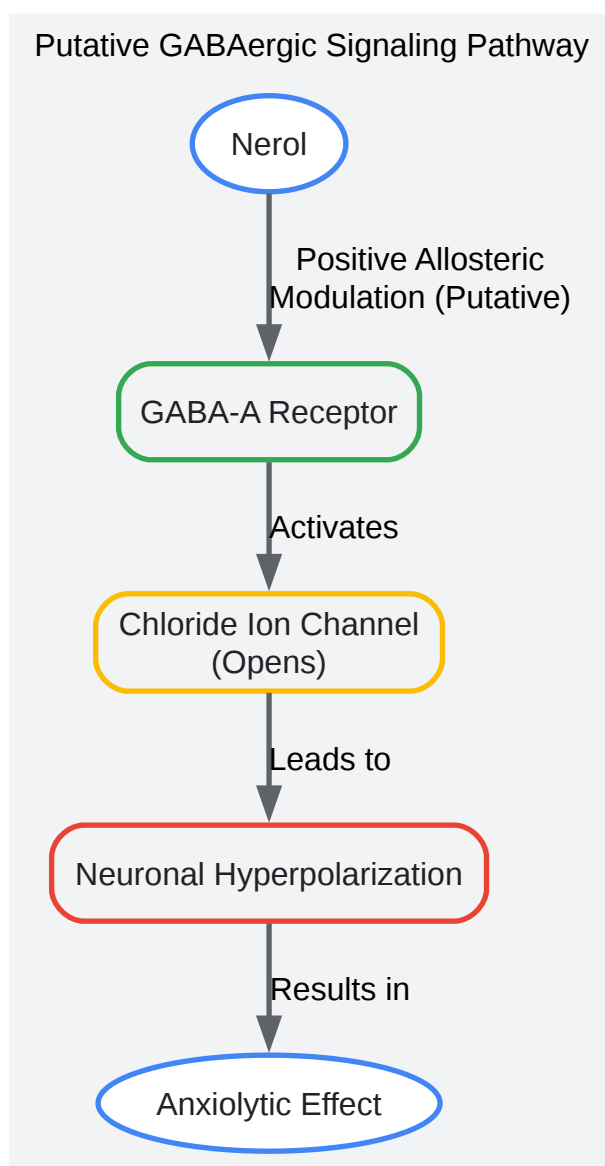 Putative GABAergic Signaling Pathway
Nerol
Positive Allosteric
Modulation (Putative)
GABA-A Receptor
Activates
Chloride Ion Channel
(Opens)
Leads to
Neuronal Hyperpolarization
Results in
Anxiolytic Effect